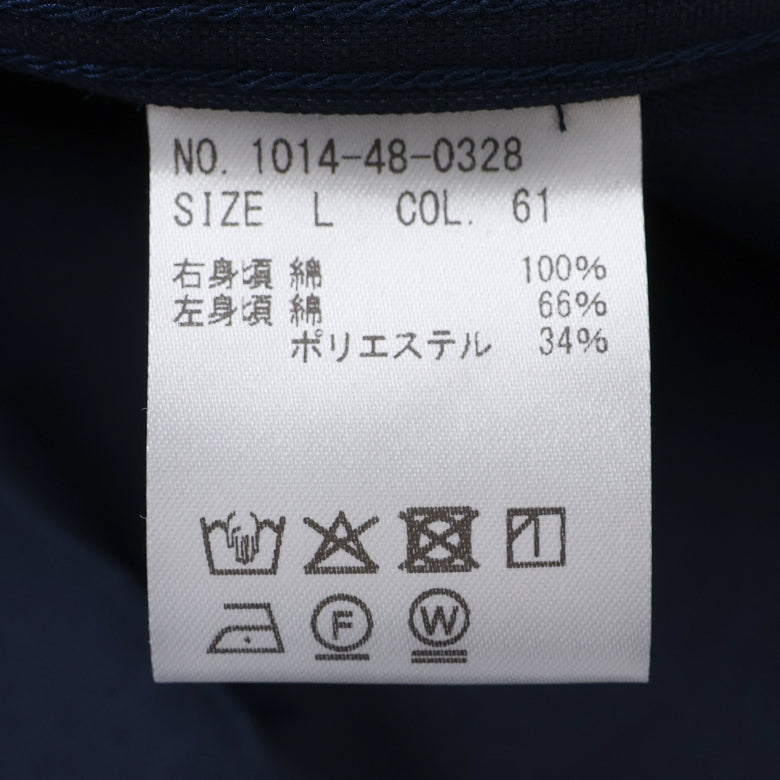 NO. 1014-48-0328
SIZE L COL. 61
右身頃 綿 100%
左身頃 綿 66%
ポリエステル 34%
F W